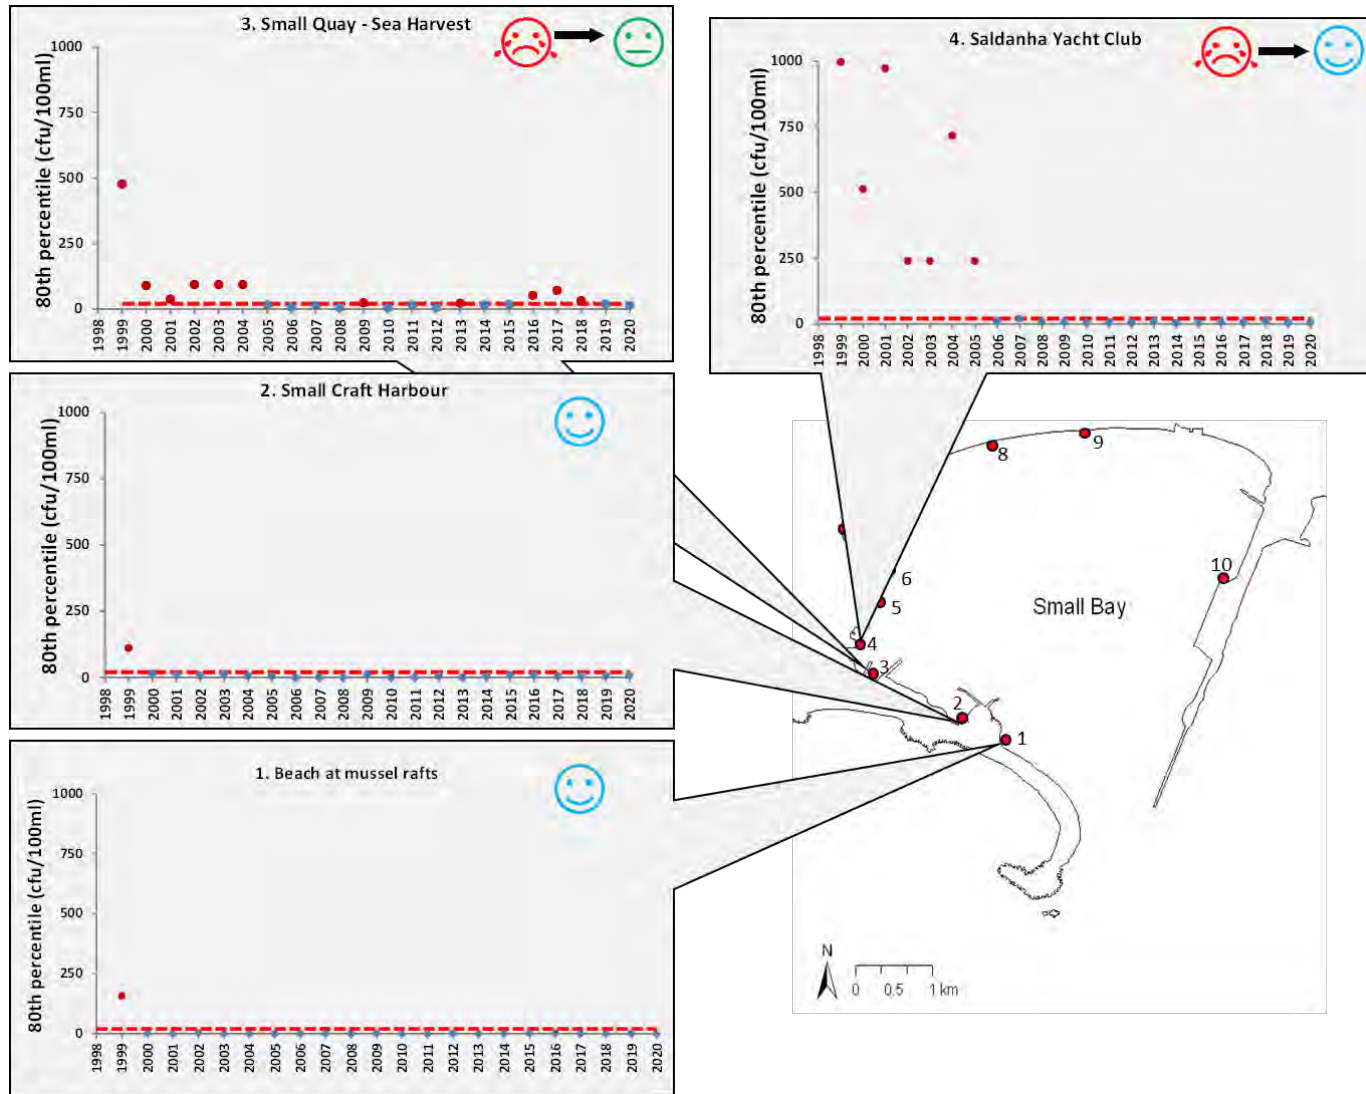 3. Small Quay - Sea Harvest
80th percentile (cfu/100ml)
1000
750
500
250
0
1998 1999 2000 2001 2002 2003 2004 2005 2006 2007 2008 2009 2010 2011 2012 2013 2014 2015 2016 2017 2018 2019 2020
4. Saldanha Yacht Club
80th percentile (cfu/100ml)
1000
750
500
250
0
1998 1999 2000 2001 2002 2003 2004 2005 2006 2007 2008 2009 2010 2011 2012 2013 2014 2015 2016 2017 2018 2019 2020
2. Small Craft Harbour
80th percentile (cfu/100ml)
1000
750
500
250
0
1998 1999 2000 2001 2002 2003 2004 2005 2006 2007 2008 2009 2010 2011 2012 2013 2014 2015 2016 2017 2018 2019 2020
1. Beach at mussel rafts
80th percentile (cfu/100ml)
1000
750
500
250
0
1998 1999 2000 2001 2002 2003 2004 2005 2006 2007 2008 2009 2010 2011 2012 2013 2014 2015 2016 2017 2018 2019 2020
8
9
10
6
5
Small Bay
4
3
2
1
N
0 0.5 1 km